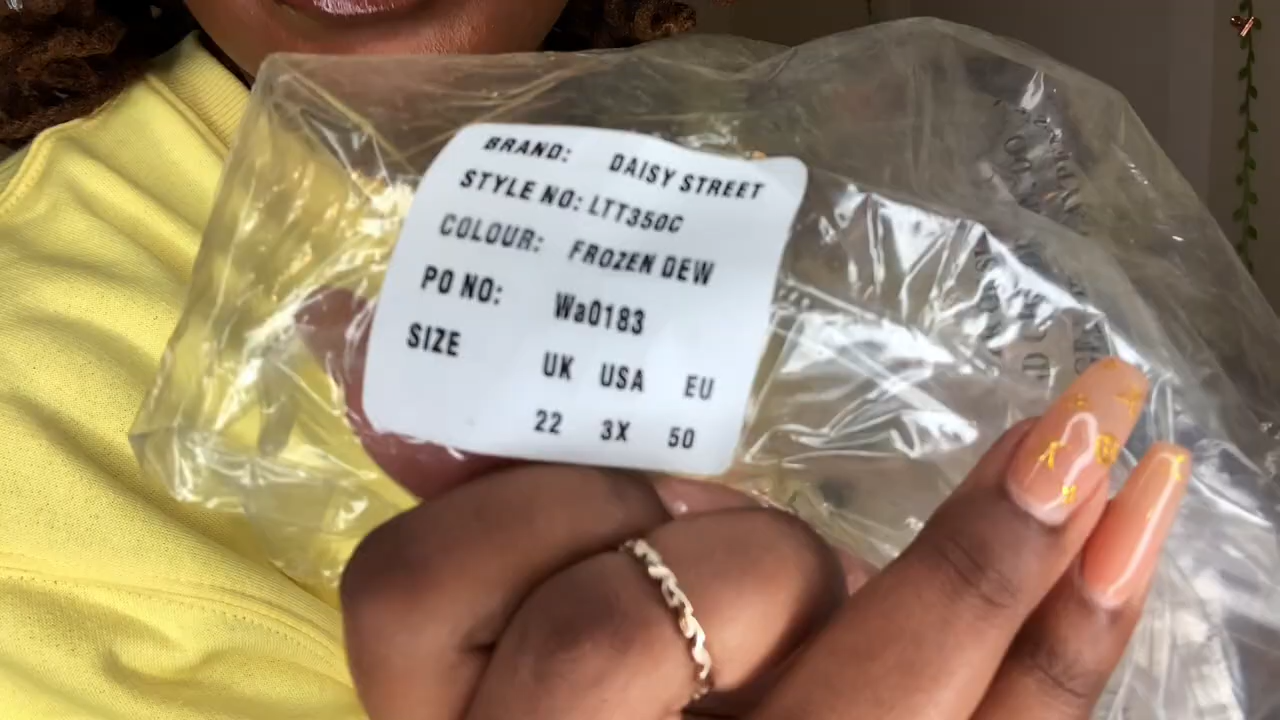 BRAND: DAISY STREET
STYLE NO: LTT350C
COLOUR: FROZEN DEW
PO NO: Wa0183
SIZE
UK USA EU
22 3X 50